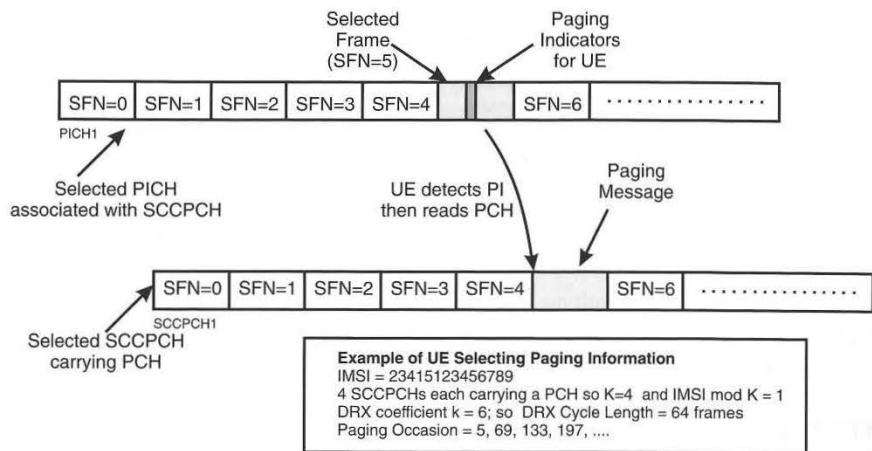 Selected
Frame
(SFN=5)
Paging
Indicators
for UE
SFN=0 SFN=1 SFN=2 SFN=3 SFN=4 SFN=6 ..................
PICH1
Selected PICH
associated with SCCPCH
UE detects PI
then reads PCH
Paging
Message
SFN=0 SFN=1 SFN=2 SFN=3 SFN=4 SFN=6 ..................
SCCPCH1
Selected SCCPCH
carrying PCH
Example of UE Selecting Paging Information
IMSI = 23415123456789
4 SCCPCHs each carrying a PCH so K=4 and IMSI mod K = 1
DRX coefficient k = 6; so DRX Cycle Length = 64 frames
Paging Occasion = 5, 69, 133, 197, ....